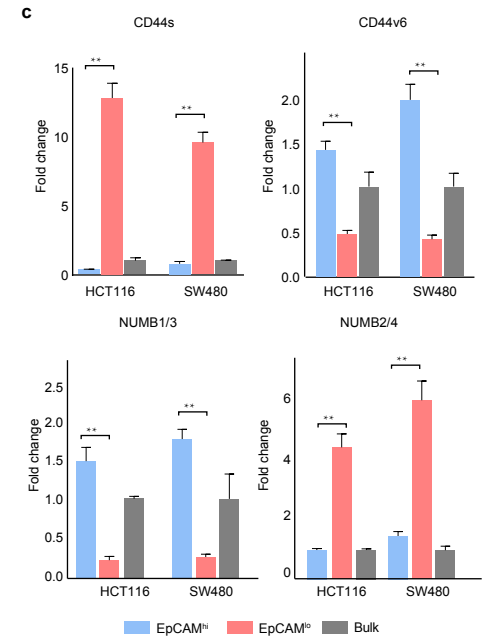 c
CD44s
CD44v6
Fold change
15
10
5
0
**
**
HCT116 SW480
Fold change
2.0
1.5
1.0
0.5
0.0
**
**
HCT116 SW480
NUMB1/3
NUMB2/4
Fold change
2.5
2.0
1.5
1.0
0.5
0.0
**
**
HCT116 SW480
Fold change
6
4
2
0
**
**
HCT116 SW480
EpCAMhi EpCAMlo Bulk